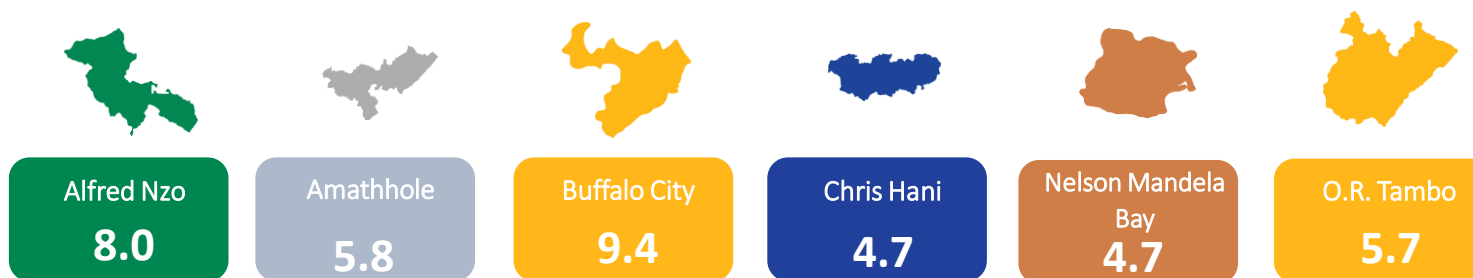 Alfred Nzo
8.0
Amathhole
5.8
Buffalo City
9.4
Chris Hani
4.7
Nelson Mandela
Bay
4.7
O.R. Tambo
5.7